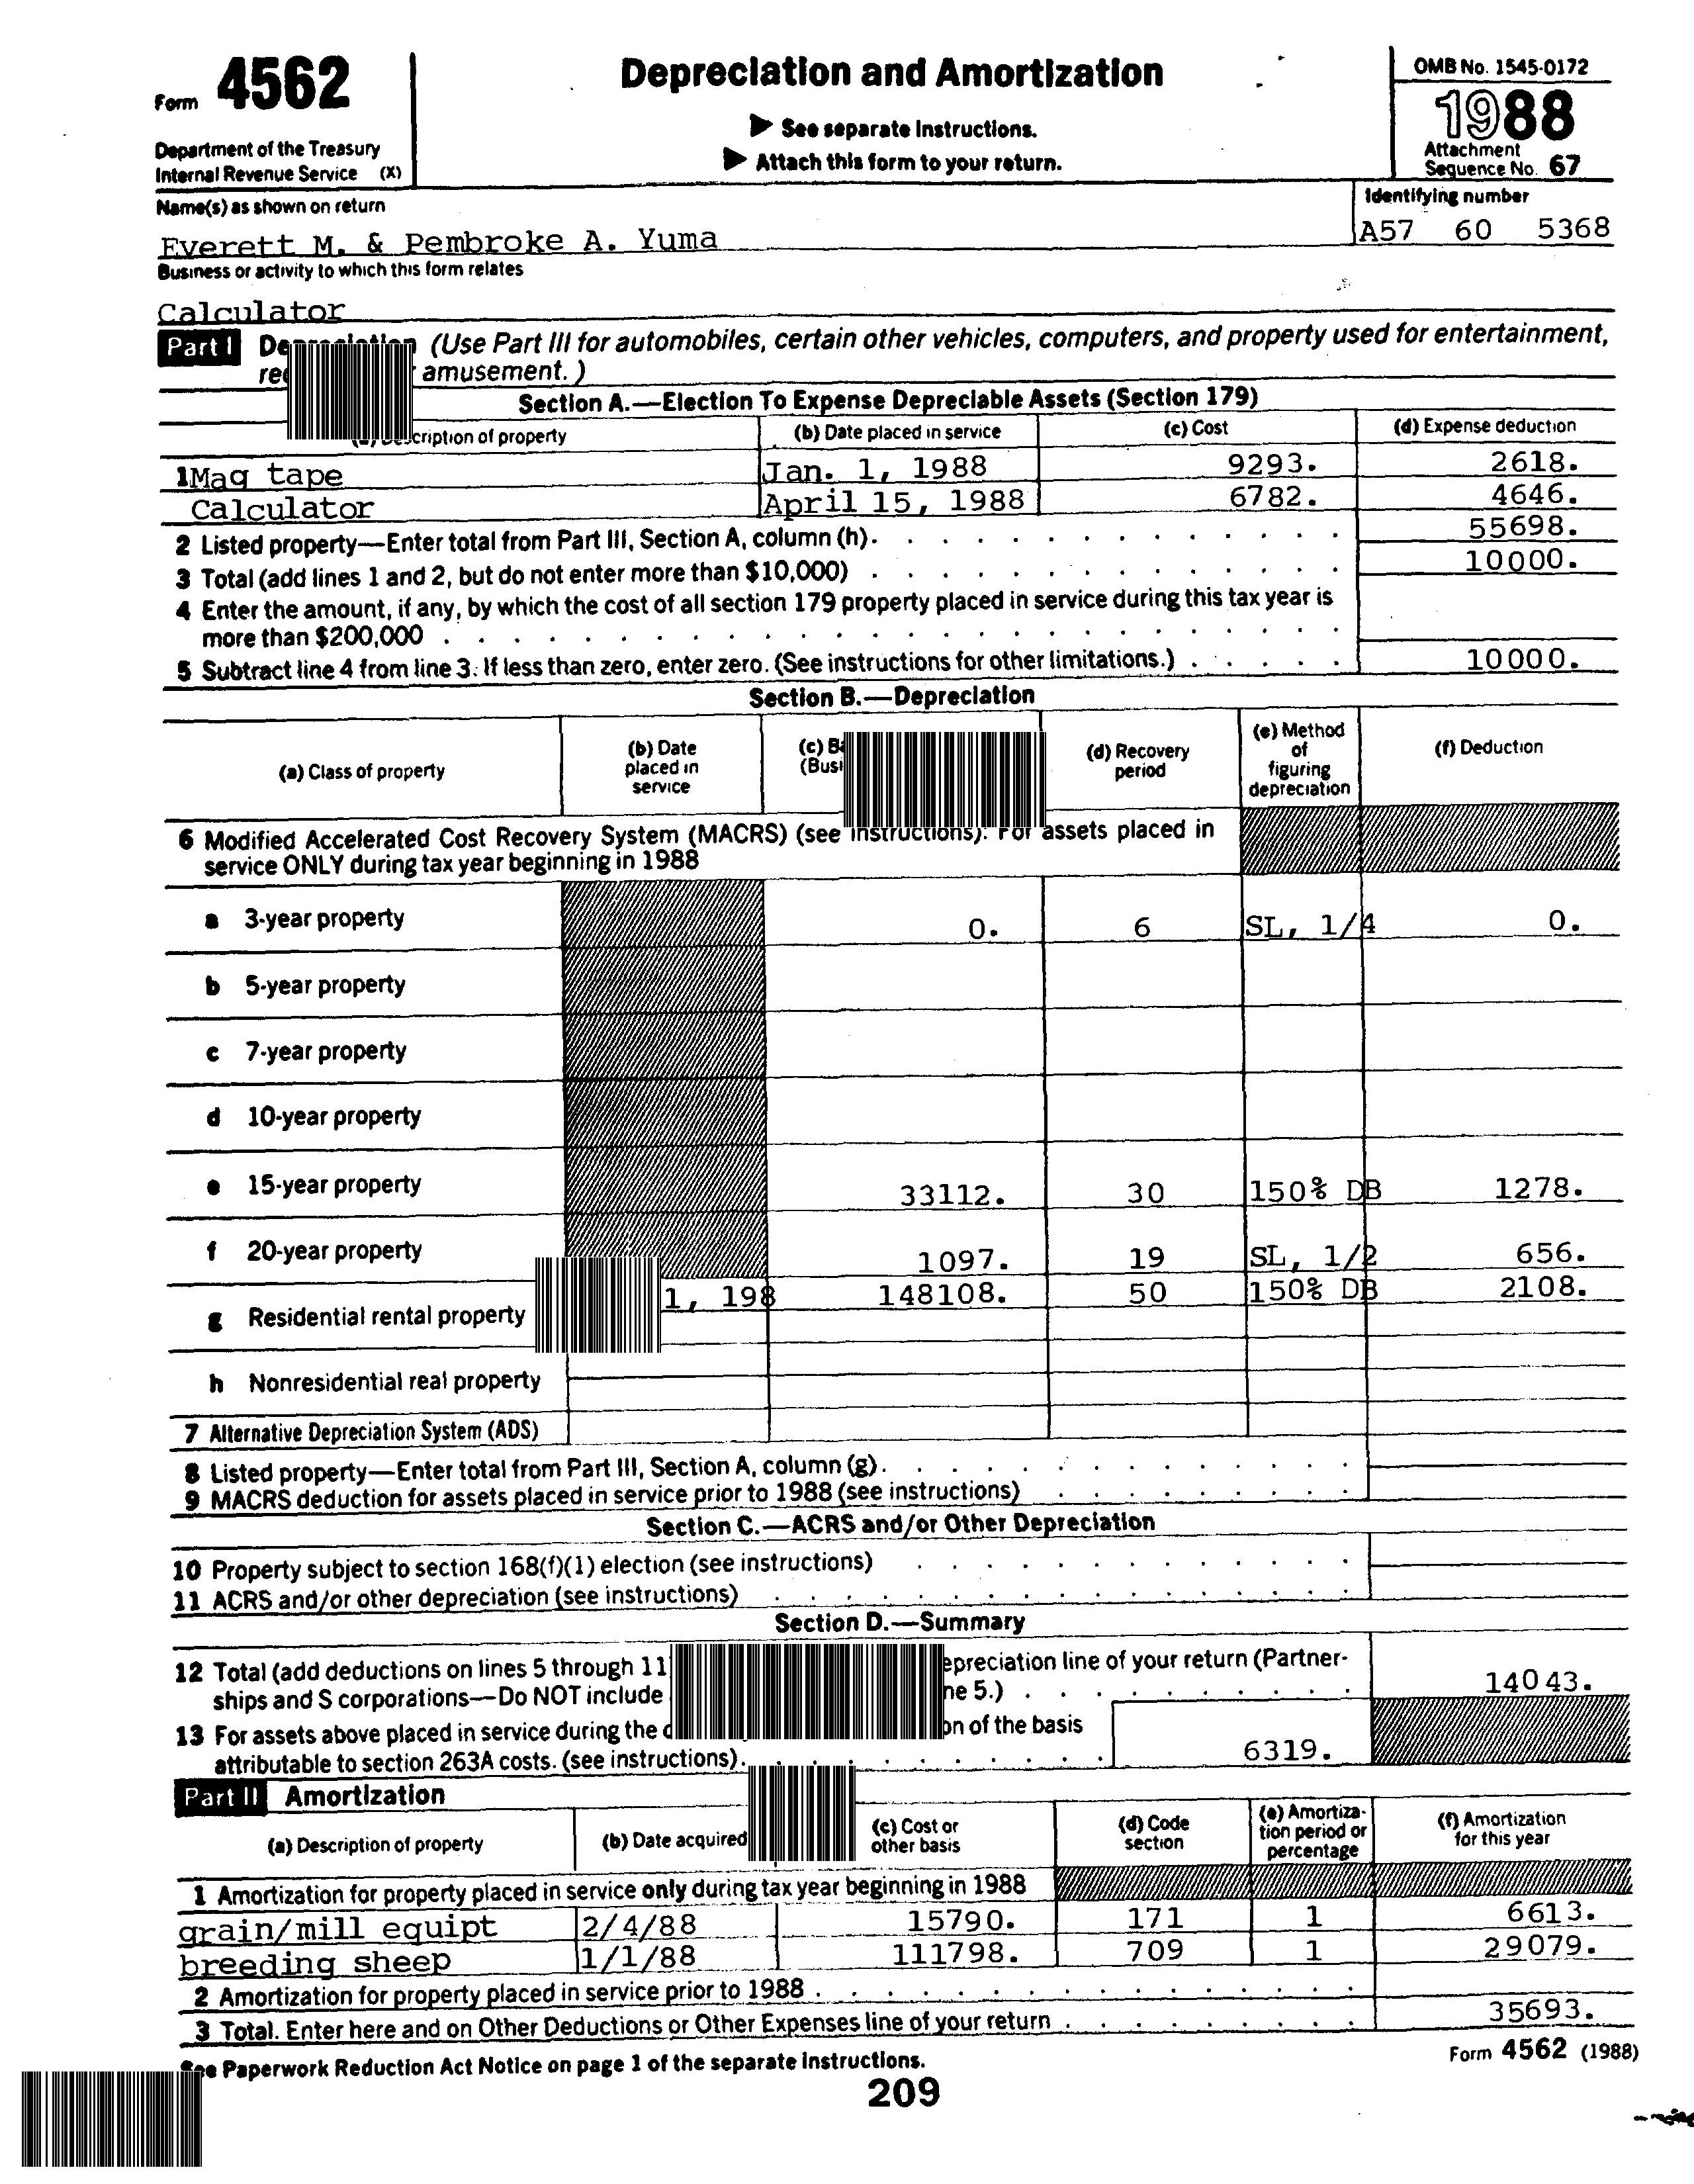 Form 4562
Department of the Treasury
Internal Revenue Service (X)
Depreciation and Amortization
▶ See separate Instructions.
▶ Attach this form to your return.
OMB No. 1545-0172
1988
Attachment
Sequence No. 67
Name(s) as shown on return
Identifying number
Everett M. & Pembroke A. Yuma
A57 60 5368
Business or activity to which this form relates
Calculator
Part I (Use Part III for automobiles, certain other vehicles, computers, and property used for entertainment,
amusement.)
Section A.—Election To Expense Depreciable Assets (Section 179)
of property (b) Date placed in service (c) Cost (d) Expense deduction
1 Mag tape Jan. 1, 1988 9293. 2618.
Calculator April 15, 1988 6782. 4646.
2 Listed property—Enter total from Part III, Section A, column (h). 55698.
3 Total (add lines 1 and 2, but do not enter more than $10,000) 10000.
4 Enter the amount, if any, by which the cost of all section 179 property placed in service during this tax year is
more than $200,000
5 Subtract line 4 from line 3. If less than zero, enter zero. (See instructions for other limitations.) 10000.
Section B.—Depreciation
(a) Class of property
(b) Date
placed in
service
(c)
(d) Recovery
period
(e) Method
of
figuring
depreciation
(f) Deduction
6 Modified Accelerated Cost Recovery System (MACRS) (see instructions): For assets placed in
service ONLY during tax year beginning in 1988
a 3-year property 0. 6 SL, 1/4 0.
b 5-year property
c 7-year property
d 10-year property
e 15-year property 33112. 30 150% DB 1278.
f 20-year property 1097. 19 SL, 1/2 656.
1, 198 148108. 50 150% DB 2108.
g Residential rental property
h Nonresidential real property
7 Alternative Depreciation System (ADS)
8 Listed property—Enter total from Part III, Section A, column (g).
9 MACRS deduction for assets placed in service prior to 1988 (see instructions)
Section C.—ACRS and/or Other Depreciation
10 Property subject to section 168(f)(1) election (see instructions)
11 ACRS and/or other depreciation (see instructions)
Section D.—Summary
12 Total (add deductions on lines 5 through 11 line of your return (Partner-
ships and S corporations—Do NOT include 5.) 14043.
13 For assets above placed in service during the of the basis
attributable to section 263A costs. (see instructions). 6319.
Part II Amortization
(a) Description of property
(b) Date acquired
(c) Cost or
other basis
(d) Code
section
(e) Amortiza-
tion period or
percentage
(f) Amortization
for this year
1 Amortization for property placed in service only during tax year beginning in 1988
grain/mill equipt 2/4/88 15790. 171 1 6613.
breeding sheep 1/1/88 111798. 709 1 29079.
2 Amortization for property placed in service prior to 1988
3 Total. Enter here and on Other Deductions or Other Expenses line of your return 35693.
See Paperwork Reduction Act Notice on page 1 of the separate instructions.
Form 4562 (1988)
209